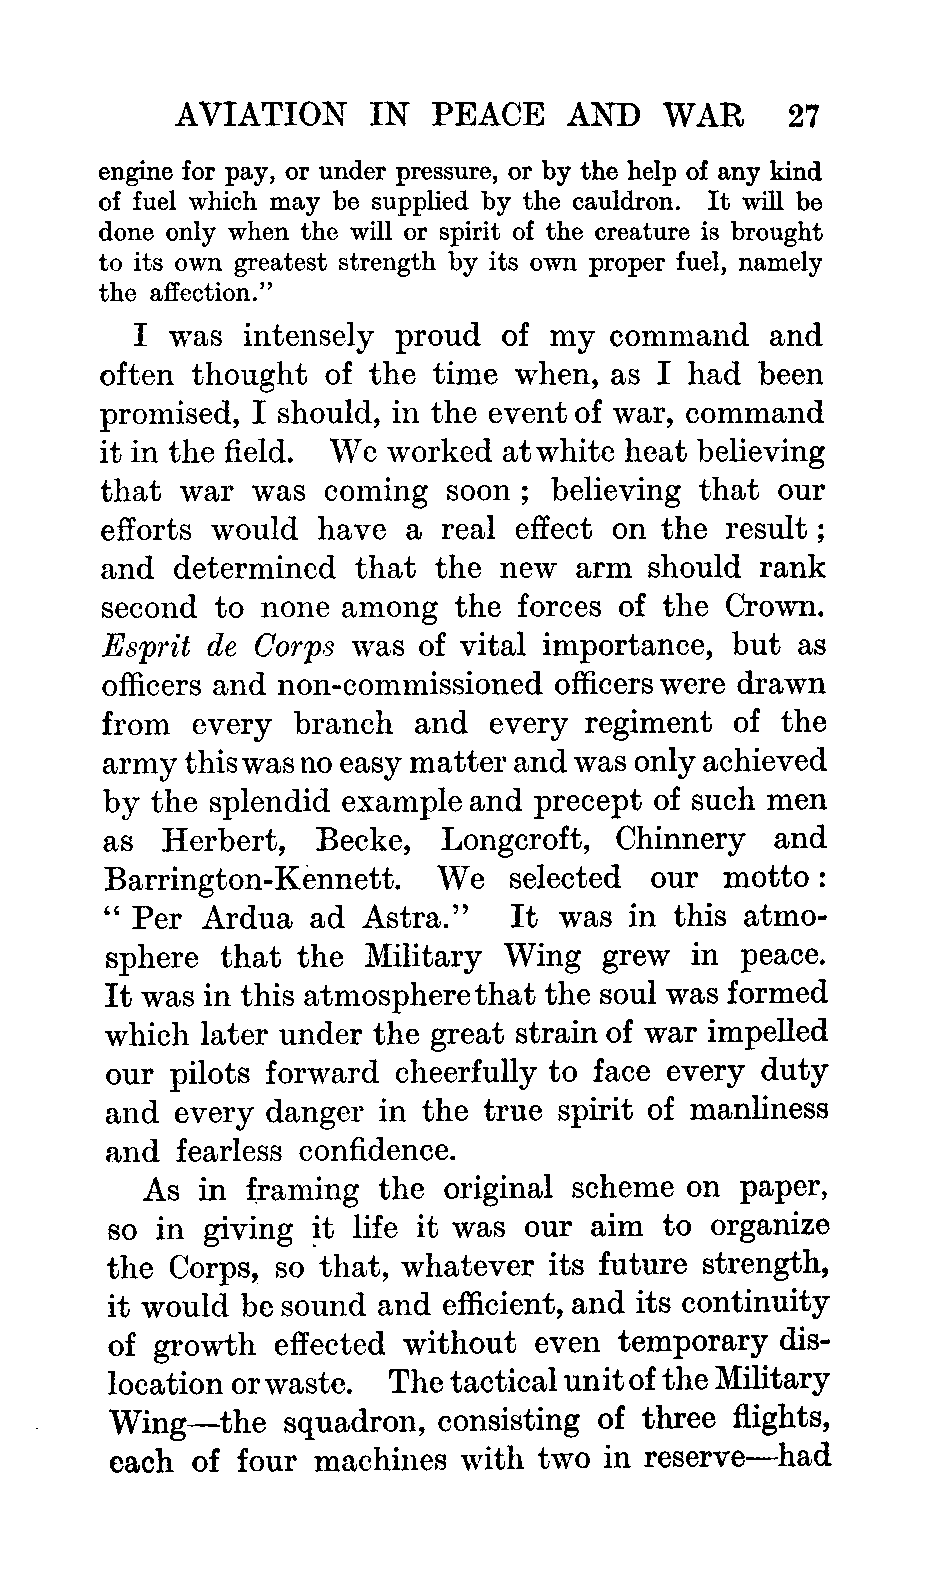 AVIATION IN PEACE AND WAR 27
engine for pay, or under pressure, or by the help of any kind
of fuel which may be supplied by the cauldron. It will be
done only when the will or spirit of the creature is brought
to its own greatest strength by its own proper fuel, namely
the affection."
I was intensely proud of my command and
often thought of the time when, as I had been
promised, I should, in the event of war, command
it in the field. We worked at white heat believing
that war was coming soon ; believing that our
efforts would have a real effect on the result ;
and determined that the new arm should rank
second to none among the forces of the Crown.
Esprit de Corps was of vital importance, but as
officers and non-commissioned officers were drawn
from every branch and every regiment of the
army this was no easy matter and was only achieved
by the splendid example and precept of such men
as Herbert, Becke, Longcroft, Chinnery and
Barrington-Kennett. We selected our motto :
" Per Ardua ad Astra." It was in this atmo-
sphere that the Military Wing grew in peace.
It was in this atmosphere that the soul was formed
which later under the great strain of war impelled
our pilots forward cheerfully to face every duty
and every danger in the true spirit of manliness
and fearless confidence.
As in framing the original scheme on paper,
so in giving it life it was our aim to organize
the Corps, so that, whatever its future strength,
it would be sound and efficient, and its continuity
of growth effected without even temporary dis-
location or waste. The tactical unit of the Military
Wing—the squadron, consisting of three flights,
each of four machines with two in reserve—had